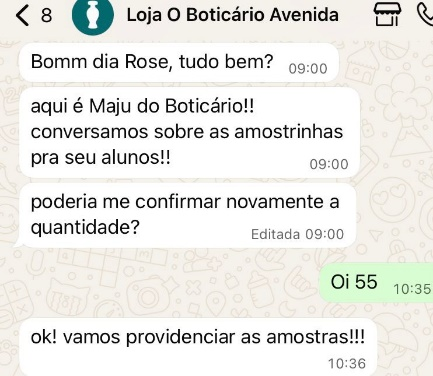 8 Loja O Boticário Avenida
Bomm dia Rose, tudo bem? 09:00
aqui é Maju do Boticário!!
conversamos sobre as amostrinhas
pra seu alunos!!
09:00
poderia me confirmar novamente a
quantidade?
Editada 09:00
Oi 55 10:35
ok! vamos providenciar as amostras!!!
10:36